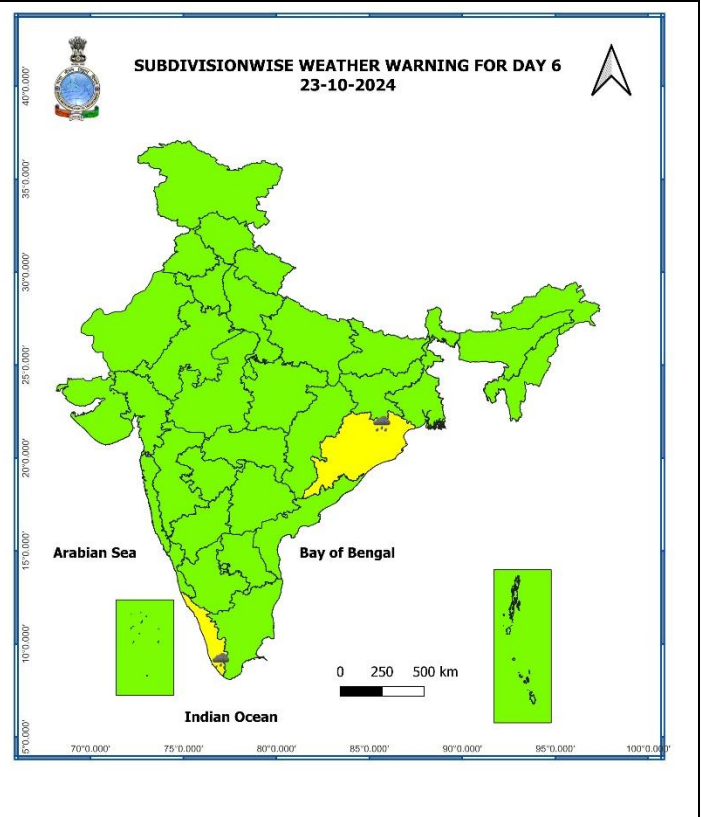 SUBDIVISIONWISE WEATHER WARNING FOR DAY 6
23-10-2024
40°0.000'
35°0.000'
30°0.000'
25°0.000'
20°0.000'
15°0.000'
10°0.000'
5°0.000'
Arabian Sea
Bay of Bengal
0 250 500 km
Indian Ocean
70°0.000' 75°0.000' 80°0.000' 85°0.000' 90°0.000' 95°0.000' 100°0.000'